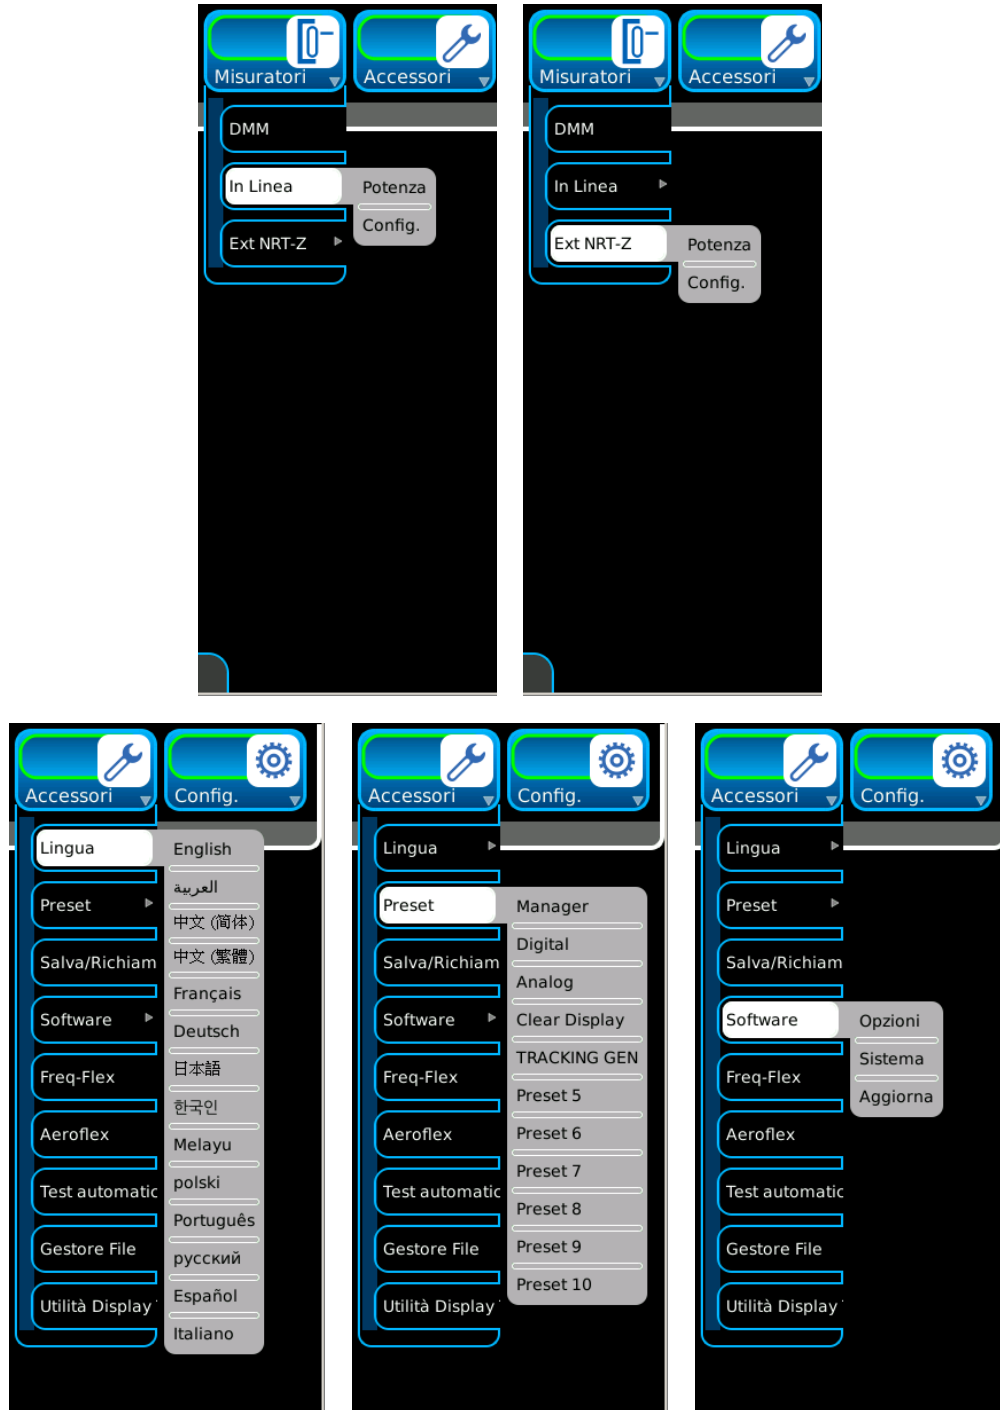 Misuratori
Accessori
DMM
In Linea
Potenza
Config.
Ext NRT-Z
Misuratori
Accessori
DMM
In Linea
Ext NRT-Z
Potenza
Config.
Accessori
Config.
Lingua
Preset
Salva/Richiam
Software
Freq-Flex
Aeroflex
Test automatic
Gestore File
Utilità Display
English
العربية
中文 (简体)
中文 (繁體)
Français
Deutsch
日本語
한국인
Melayu
polski
Português
русский
Español
Italiano
Accessori
Config.
Lingua
Preset
Salva/Richiam
Software
Freq-Flex
Aeroflex
Test automatic
Gestore File
Utilità Display
Manager
Digital
Analog
Clear Display
TRACKING GEN
Preset 5
Preset 6
Preset 7
Preset 8
Preset 9
Preset 10
Accessori
Config.
Lingua
Preset
Salva/Richiam
Software
Freq-Flex
Aeroflex
Test automatic
Gestore File
Utilità Display
Opzioni
Sistema
Aggiorna